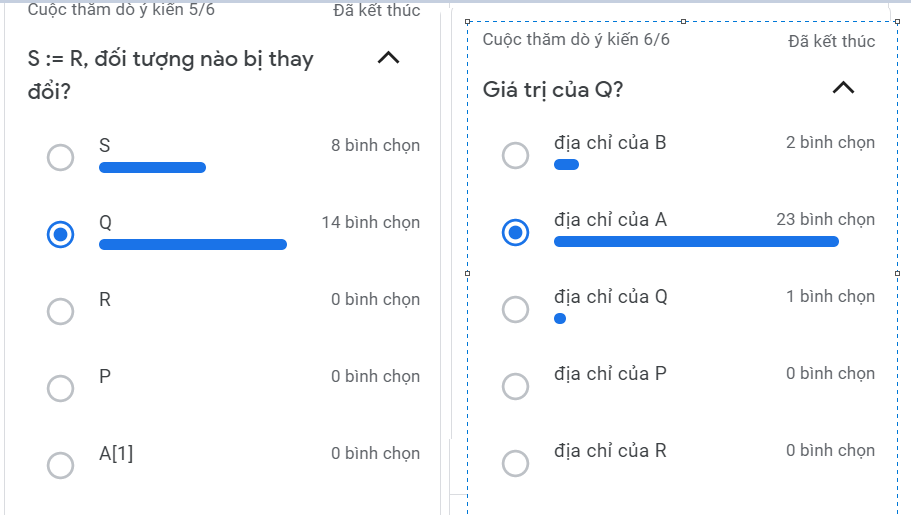 Cuộc thăm dò ý kiến 5/6
Đã kết thúc
S := R, đối tượng nào bị thay
đổi?
S
8 bình chọn
Q
14 bình chọn
R
0 bình chọn
P
0 bình chọn
A[1]
0 bình chọn
Cuộc thăm dò ý kiến 6/6
Đã kết thúc
Giá trị của Q?
địa chỉ của B
2 bình chọn
địa chỉ của A
23 bình chọn
địa chỉ của Q
1 bình chọn
địa chỉ của P
0 bình chọn
địa chỉ của R
0 bình chọn